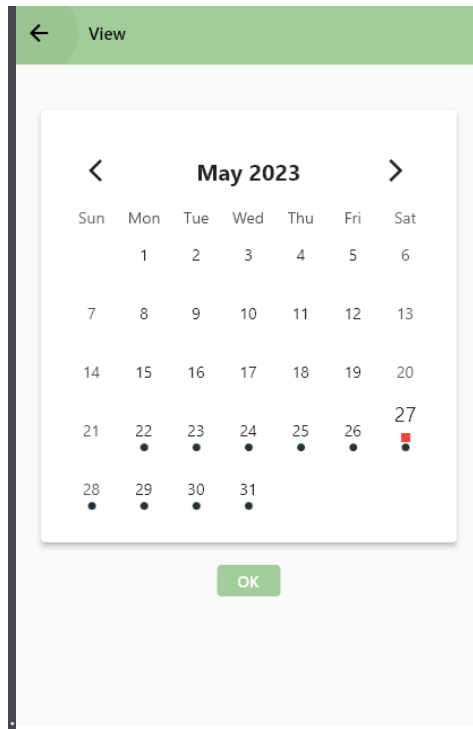 View
May 2023
Sun Mon Tue Wed Thu Fri Sat
1 2 3 4 5 6
7 8 9 10 11 12 13
14 15 16 17 18 19 20
21 22 23 24 25 26 27
28 29 30 31
OK